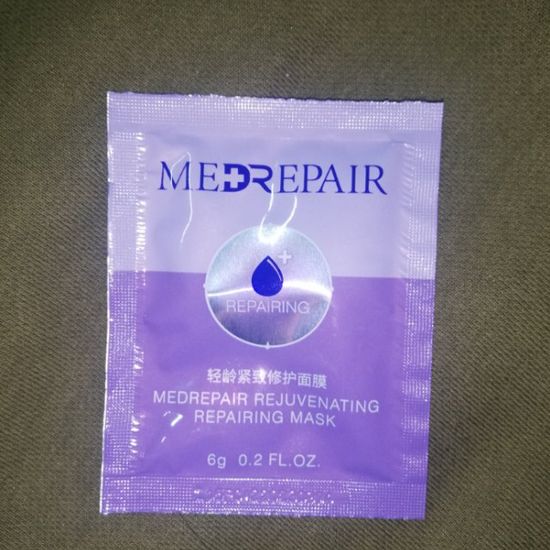 MEDREPAIR
REPAIRING
轻龄紧致修护面膜
MEDREPAIR REJUVENATING
REPAIRING MASK
6g 0.2 FL.OZ.